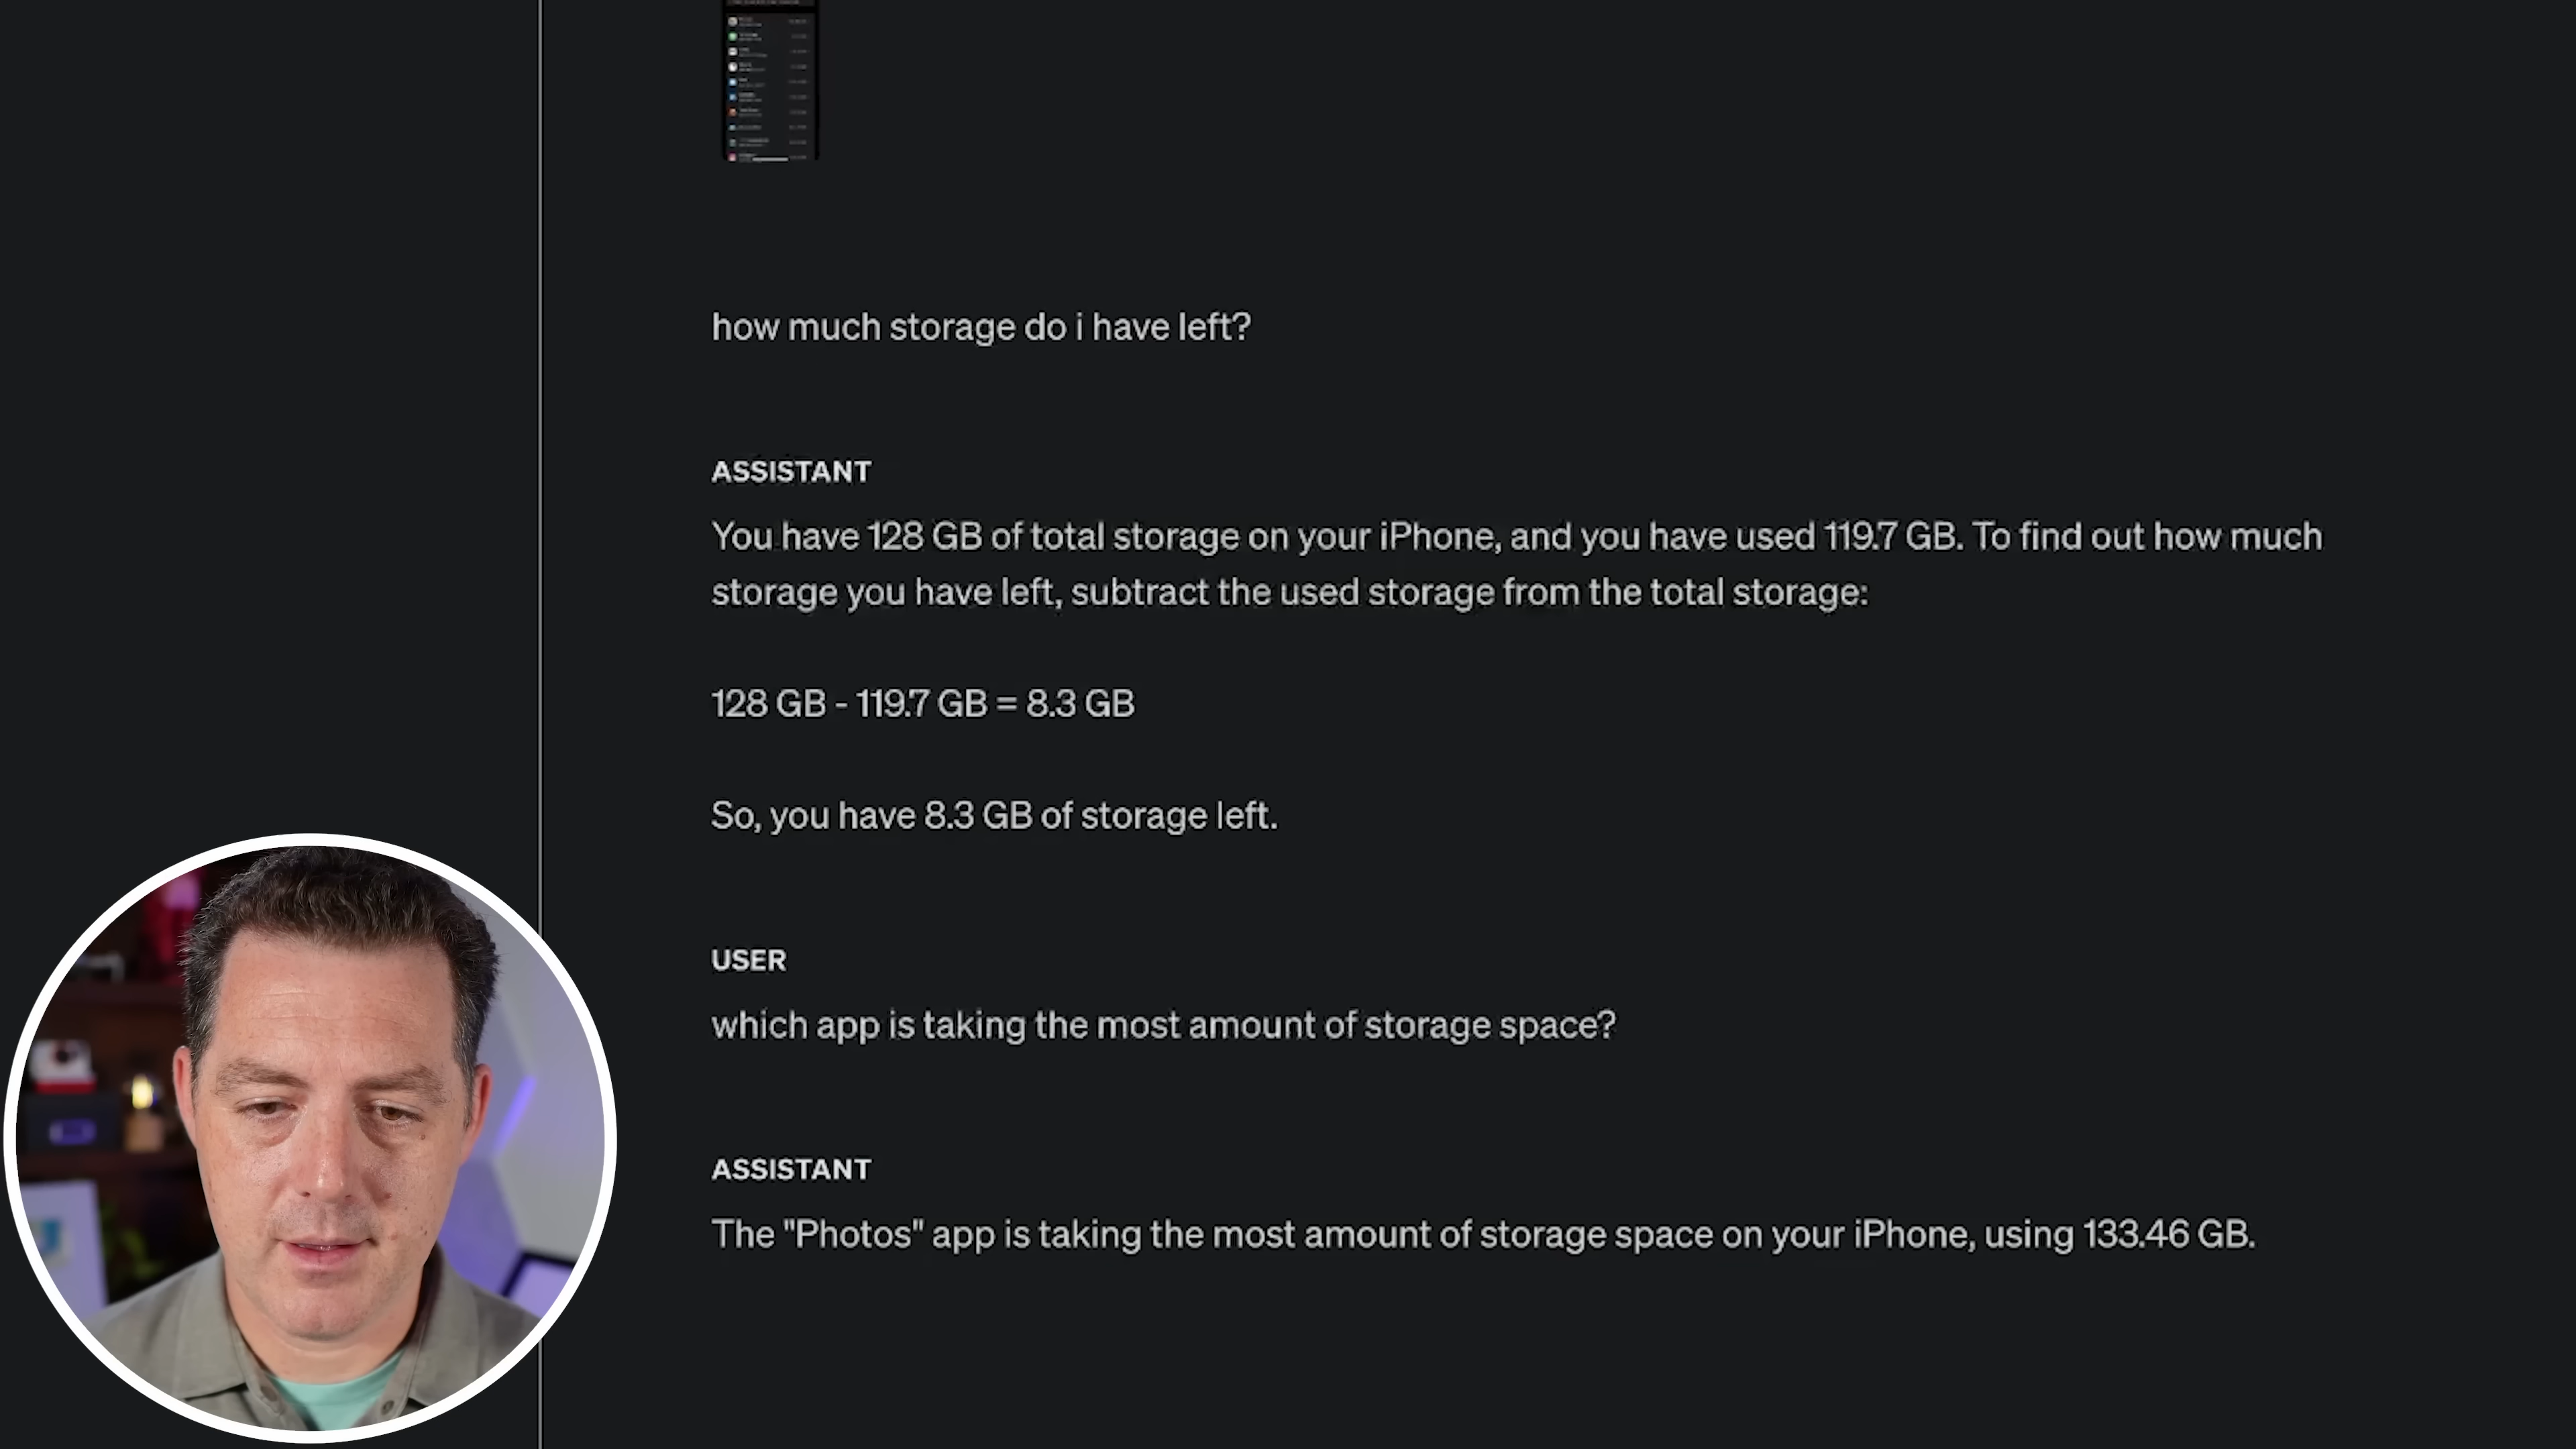 how much storage do i have left?
ASSISTANT
You have 128 GB of total storage on your iPhone, and you have used 119.7 GB. To find out how much
storage you have left, subtract the used storage from the total storage:
128 GB - 119.7 GB = 8.3 GB
So, you have 8.3 GB of storage left.
USER
which app is taking the most amount of storage space?
ASSISTANT
The "Photos" app is taking the most amount of storage space on your iPhone, using 133.46 GB.